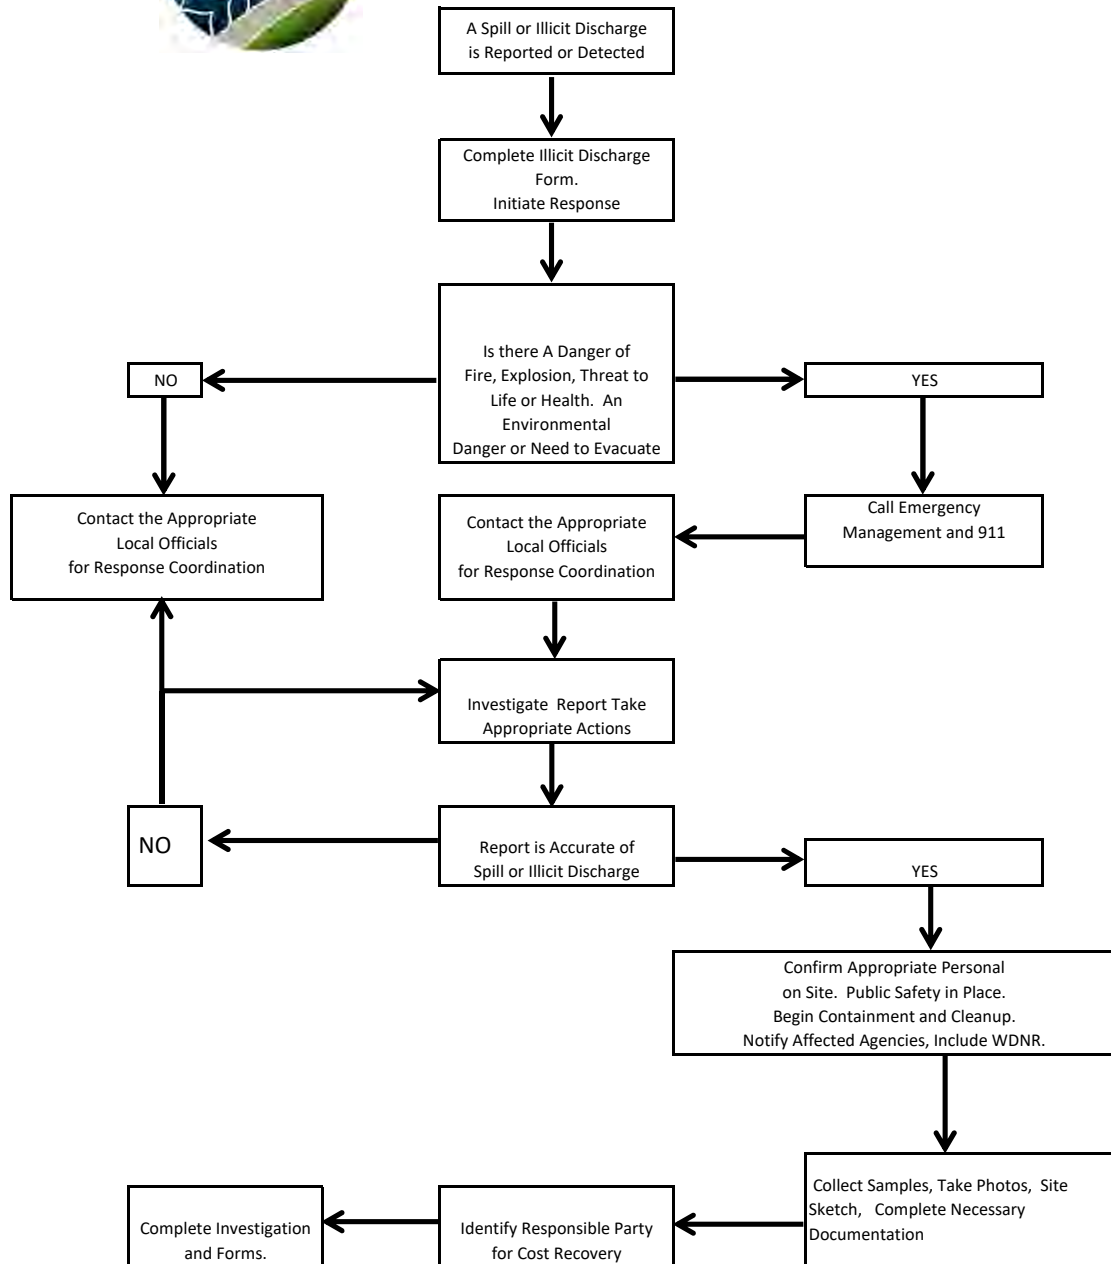 A Spill or Illicit Discharge
is Reported or Detected
Complete Illicit Discharge
Form.
Initiate Response
Is there A Danger of
Fire, Explosion, Threat to
Life or Health. An
Environmental
Danger or Need to Evacuate
NO
YES
Contact the Appropriate
Local Officials
for Response Coordination
Contact the Appropriate
Local Officials
for Response Coordination
Call Emergency
Management and 911
Investigate Report Take
Appropriate Actions
NO
Report is Accurate of
Spill or Illicit Discharge
YES
Confirm Appropriate Personal
on Site. Public Safety in Place.
Begin Containment and Cleanup.
Notify Affected Agencies, Include WDNR.
Collect Samples, Take Photos, Site
Sketch, Complete Necessary
Documentation
Identify Responsible Party
for Cost Recovery
Complete Investigation
and Forms.